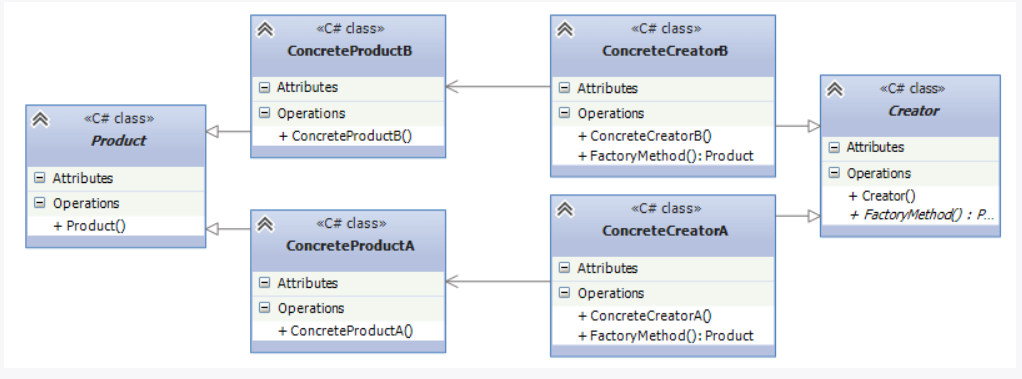 «C# class»
Product
Attributes
Operations
+ Product()
«C# class»
ConcreteProductB
Attributes
Operations
+ ConcreteProductB()
«C# class»
ConcreteProductA
Attributes
Operations
+ ConcreteProductA()
«C# class»
ConcreteCreatorB
Attributes
Operations
+ ConcreteCreatorB()
+ FactoryMethod(): Product
«C# class»
ConcreteCreatorA
Attributes
Operations
+ ConcreteCreatorA()
+ FactoryMethod(): Product
«C# class»
Creator
Attributes
Operations
+ Creator()
+ FactoryMethod() : P...